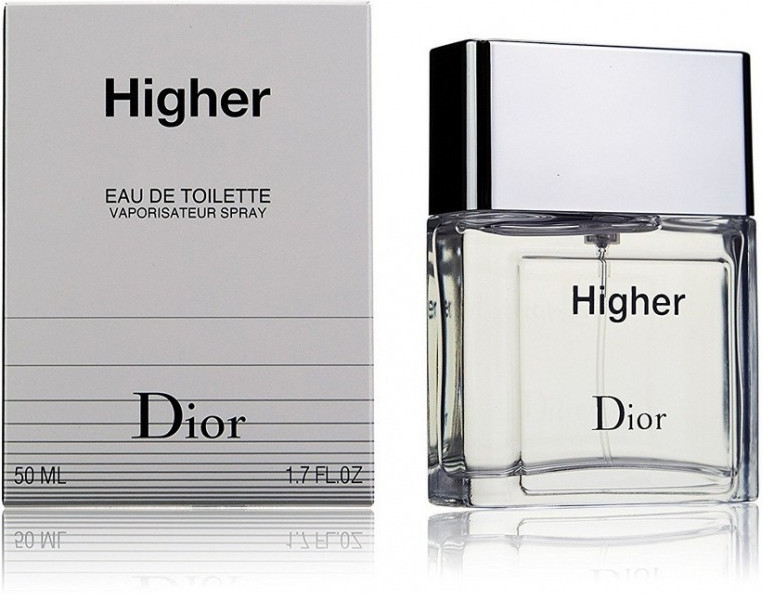 Higher
EAU DE TOILETTE
VAPORISATEUR SPRAY
Dior
50 ML 1.7 FL.OZ
Higher
Dior